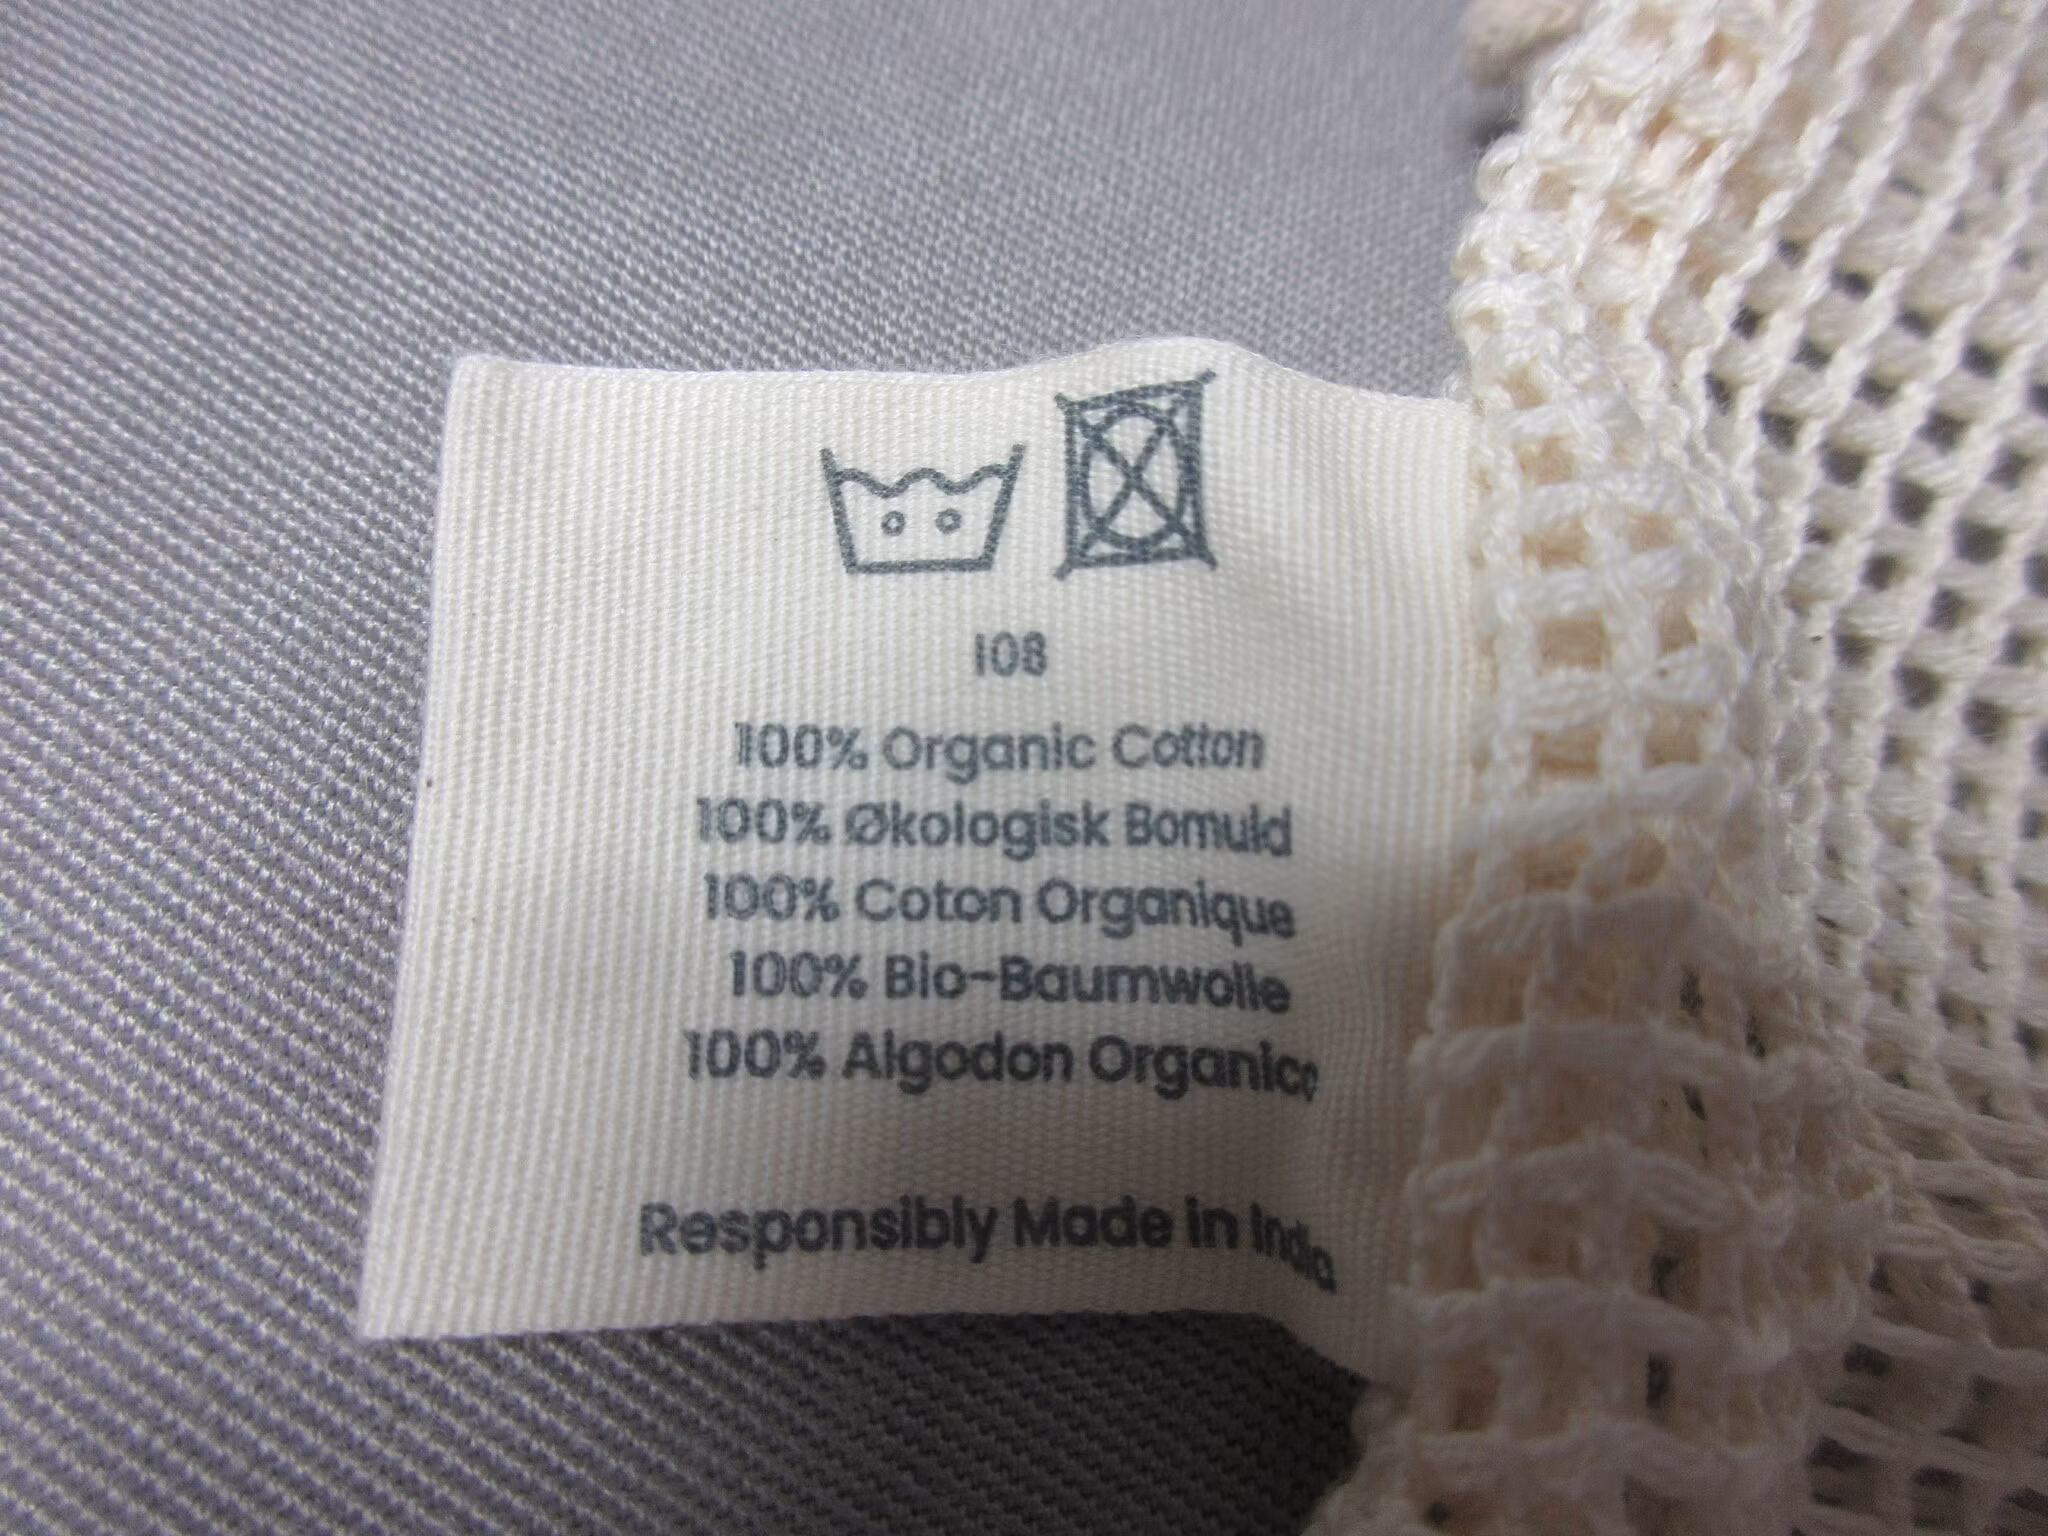 108
100% Organic Cotton
100% Økologisk Bomuld
100% Coton Organique
100% Bio-Baumwolle
100% Algodon Organico
Responsibly Made in India